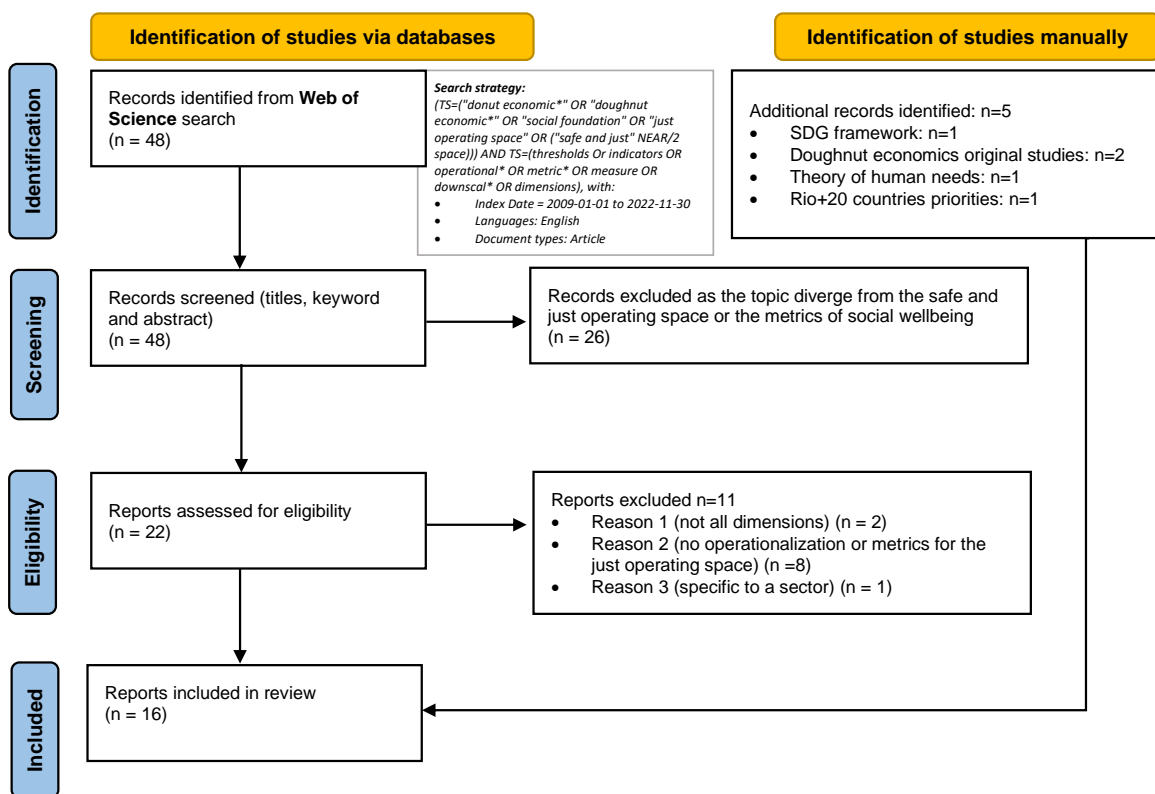 Identification of studies via databases
Identification of studies manually
Identification
Records identified from Web of
Science search
(n = 48)
Search strategy:
(TS=("donut economic*" OR "doughnut
economic*" OR "social foundation" OR "just
operating space" OR ("safe and just" NEAR/2
space))) AND TS=(thresholds Or indicators OR
operational* OR metric* OR measure OR
downscal* OR dimensions), with:
• Index Date = 2009-01-01 to 2022-11-30
• Languages: English
• Document types: Article
Additional records identified: n=5
• SDG framework: n=1
• Doughnut economics original studies: n=2
• Theory of human needs: n=1
• Rio+20 countries priorities: n=1
Screening
Records screened (titles, keyword
and abstract)
(n = 48)
Records excluded as the topic diverge from the safe and
just operating space or the metrics of social wellbeing
(n = 26)
Eligibility
Reports assessed for eligibility
(n = 22)
Reports excluded n=11
• Reason 1 (not all dimensions) (n = 2)
• Reason 2 (no operationalization or metrics for the
just operating space) (n =8)
• Reason 3 (specific to a sector) (n = 1)
Included
Reports included in review
(n = 16)